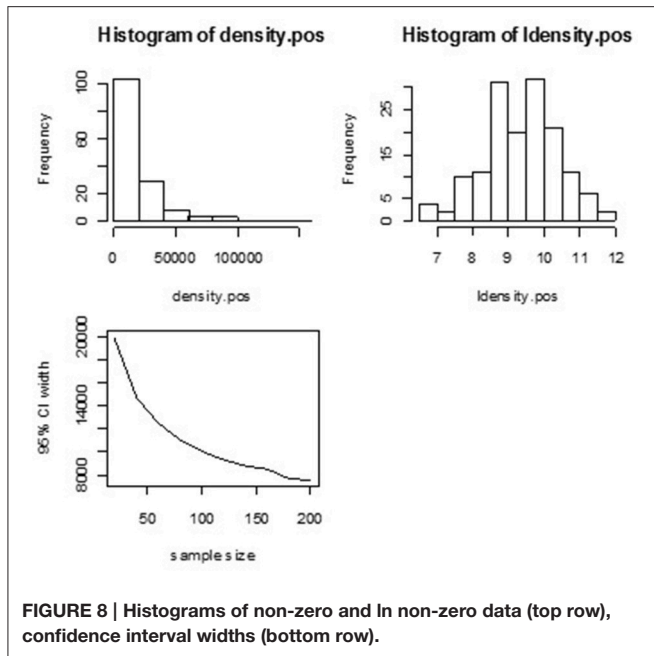 Histogram of density.pos
Frequency
100
60
20
0
0 50000 100000
density.pos
Histogram of ldensity.pos
Frequency
25
15
5
0
7 8 9 10 11 12
ldensity.pos
95% CI width
20000
14000
8000
50 100 150 200
sample size
FIGURE 8 | Histograms of non-zero and ln non-zero data (top row),
confidence interval widths (bottom row).